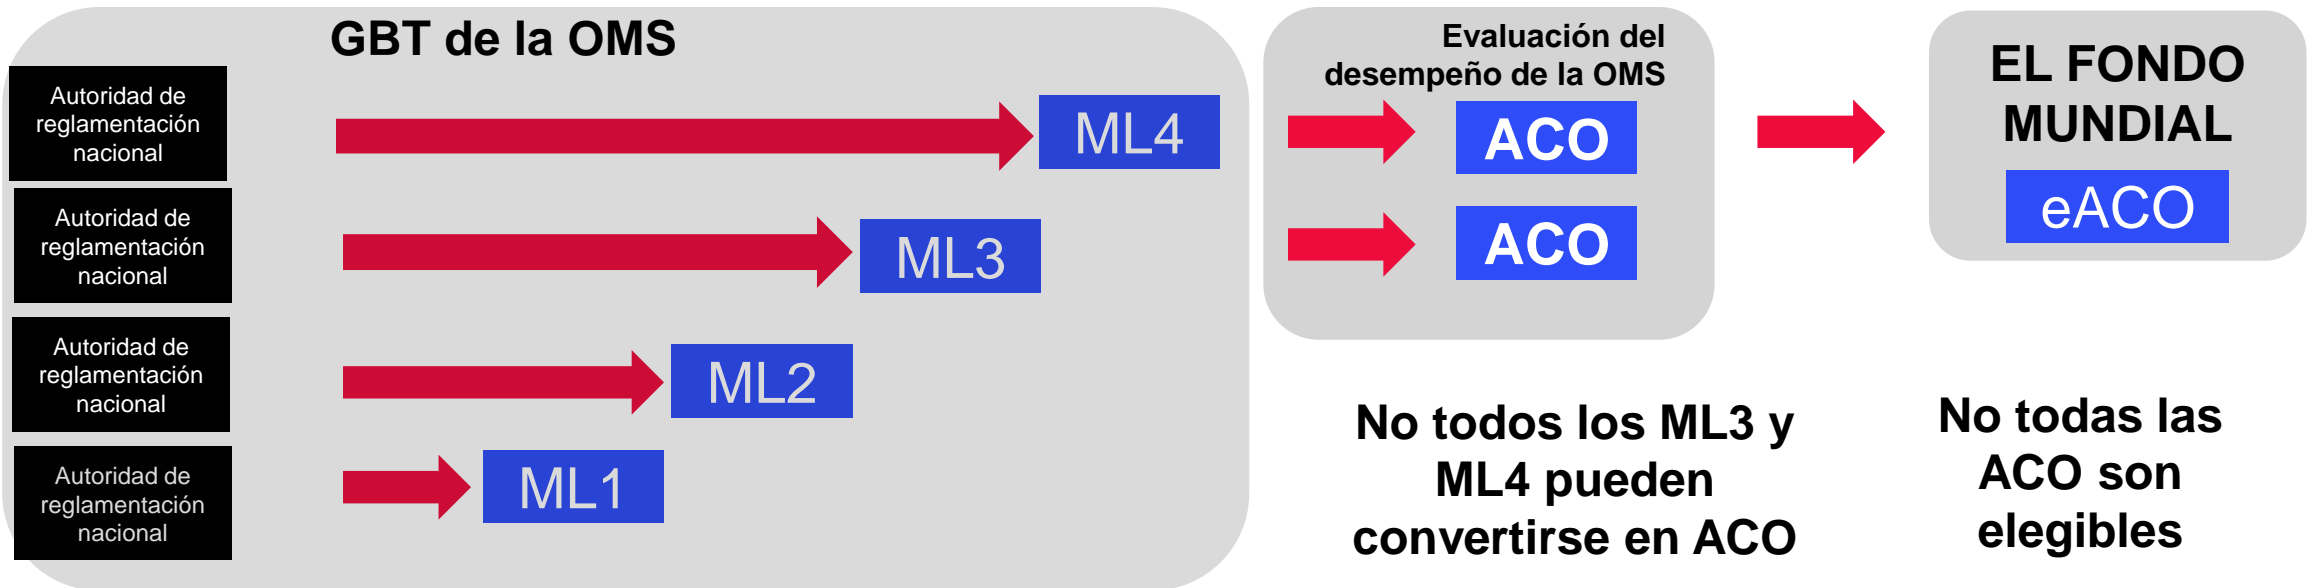 GBT de la OMS
Autoridad de
reglamentación
nacional
ML4
Autoridad de
reglamentación
nacional
ML3
Autoridad de
reglamentación
nacional
ML2
Autoridad de
reglamentación
nacional
ML1
Evaluación del
desempeño de la OMS
ACO
ACO
No todos los ML3 y
ML4 pueden
convertirse en ACO
EL FONDO
MUNDIAL
eACO
No todas las
ACO son
elegibles